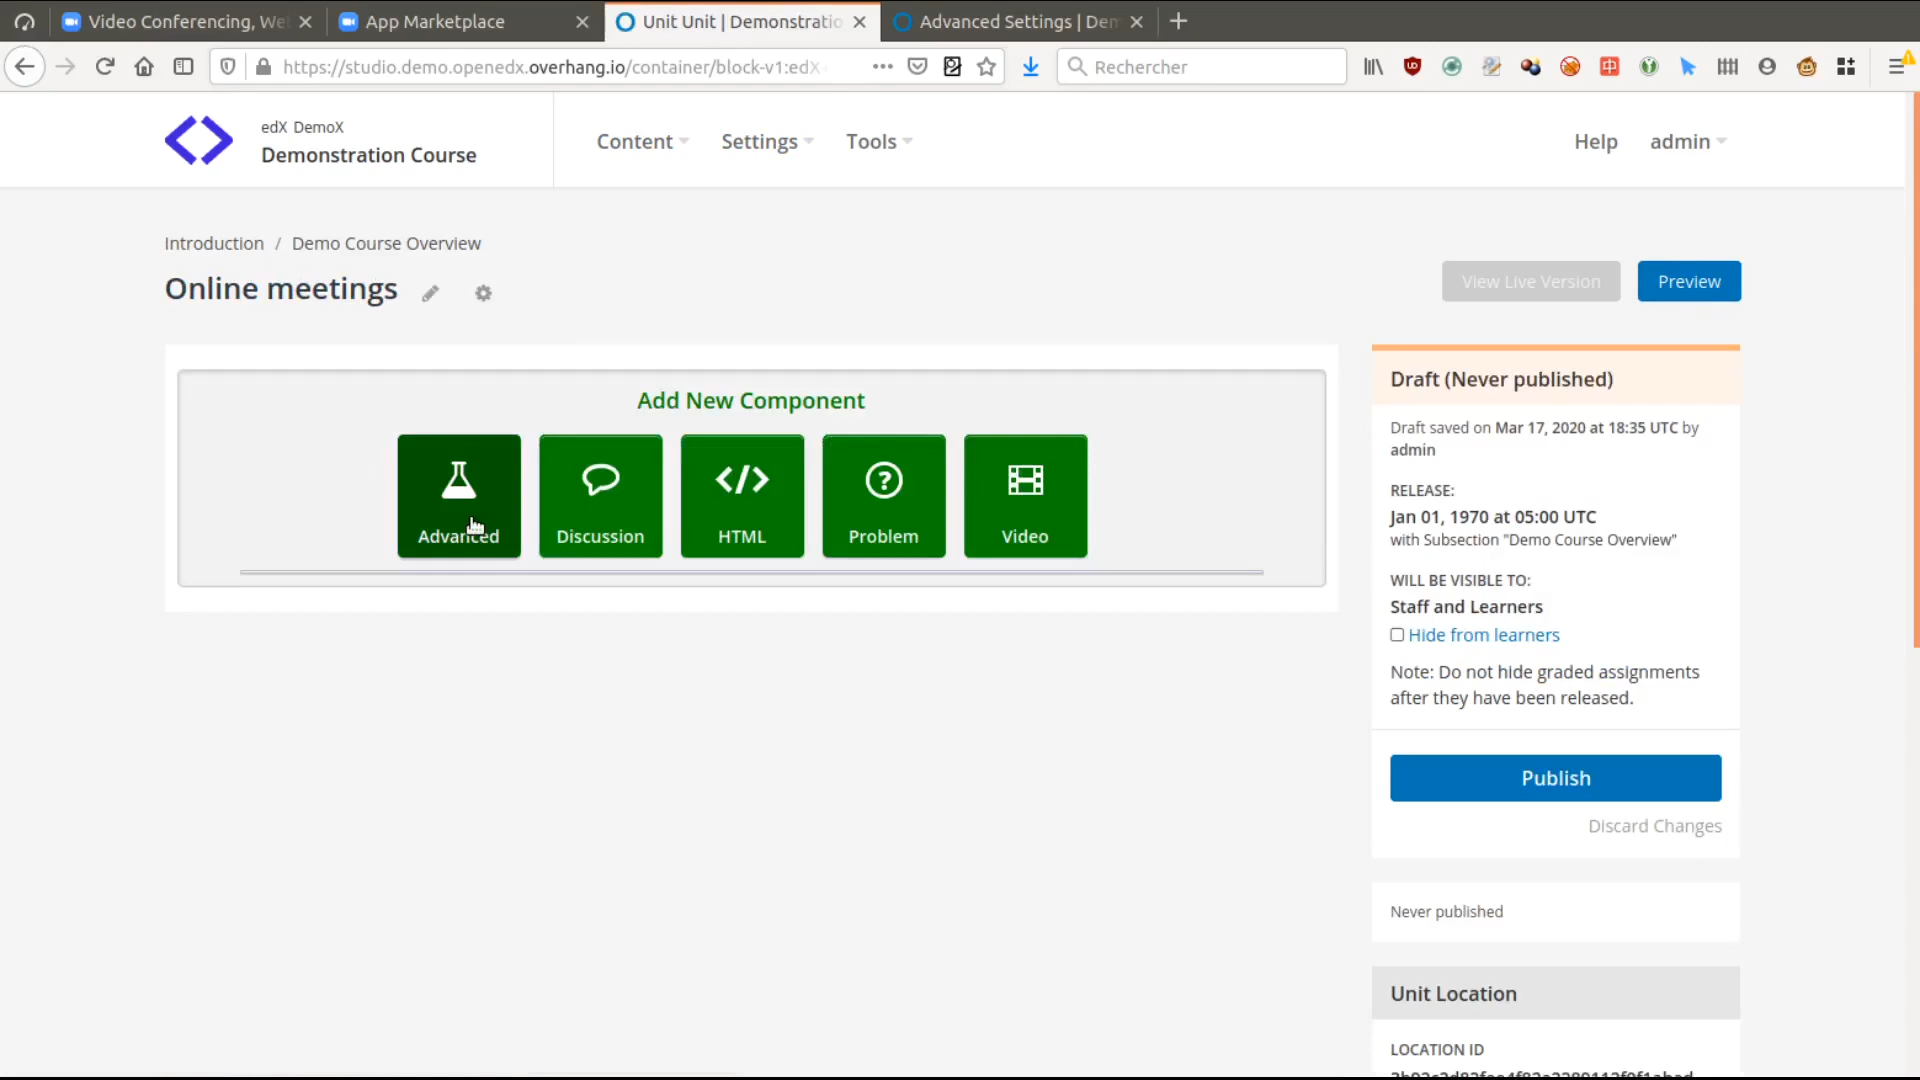 Video Conferencing, We
App Marketplace
Unit Unit | Demonstratio
Advanced Settings | Dem
https://studio.demo.openedx.overhang.io/container/block-v1:edX
Rechercher
edX DemoX
Demonstration Course
Content
Settings
Tools
Help
admin
Introduction / Demo Course Overview
Online meetings
View Live Version
Preview
Add New Component
Advanced
Discussion
HTML
Problem
Video
Draft (Never published)
Draft saved on Mar 17, 2020 at 18:35 UTC by
admin
RELEASE:
Jan 01, 1970 at 05:00 UTC
with Subsection "Demo Course Overview"
WILL BE VISIBLE TO:
Staff and Learners
Hide from learners
Note: Do not hide graded assignments
after they have been released.
Publish
Discard Changes
Never published
Unit Location
LOCATION ID